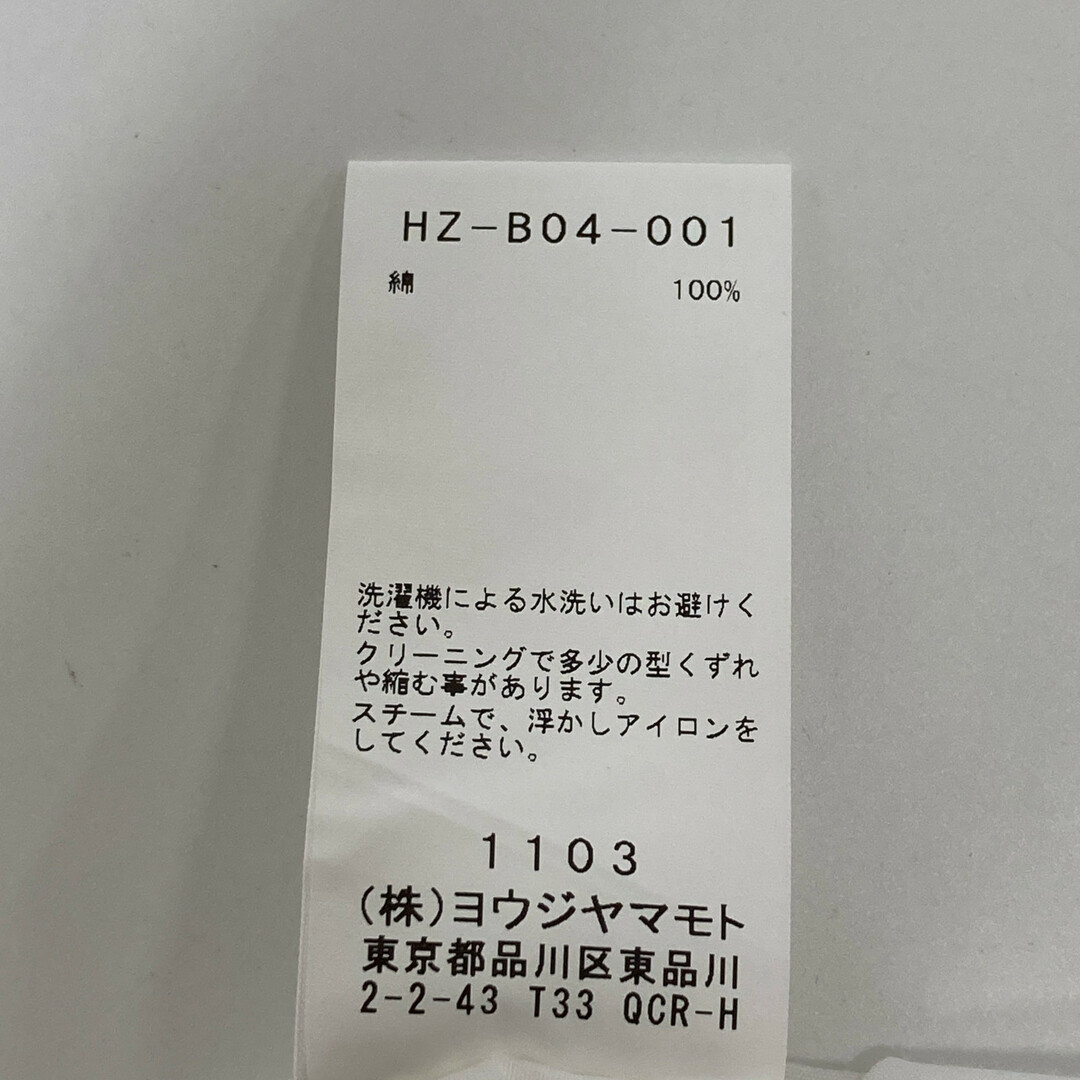 HZ-B04-001
綿 100%
洗濯機による水洗いはお避けく
ださい。
クリーニングで多少の型くずれ
や縮む事があります。
スチームで、浮かしアイロンを
してください。
1103
(株)ヨウジヤマモト
東京都品川区東品川
2-2-43 T33 QCR-H